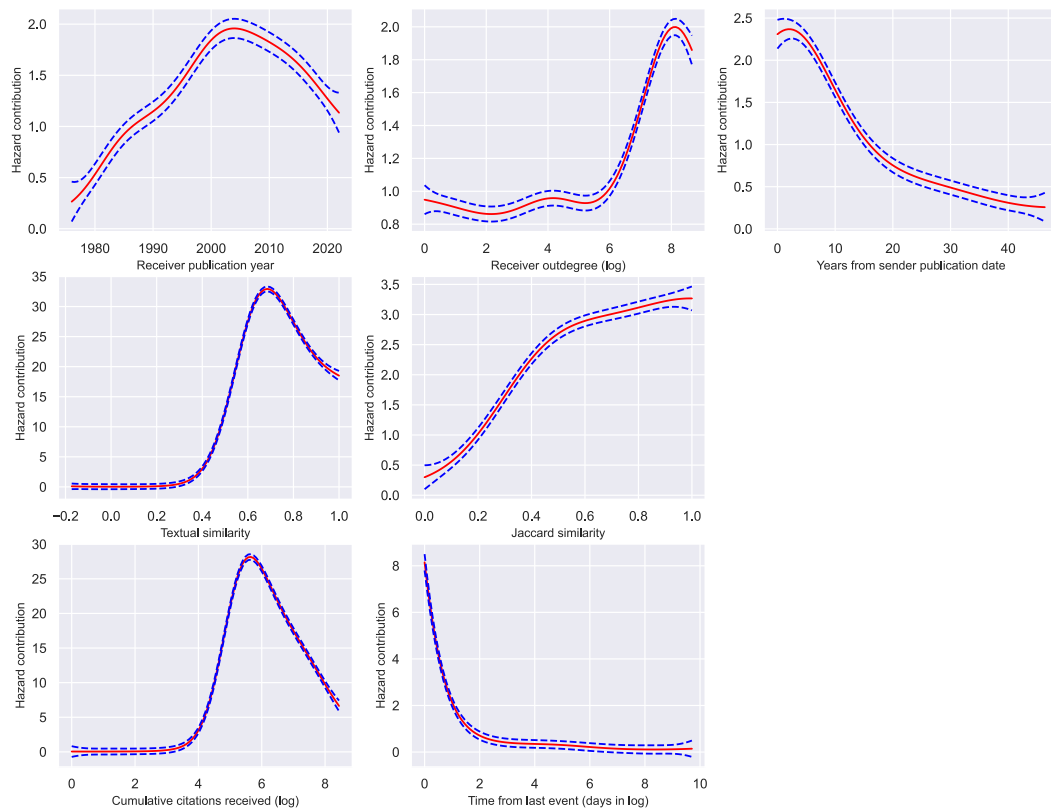 2.0
1.5
1.0
0.5
0.0
Hazard contribution
1980 1990 2000 2010 2020
Receiver publication year
2.0
1.8
1.6
1.4
1.2
1.0
0.8
Hazard contribution
0 2 4 6 8
Receiver outdegree (log)
2.5
2.0
1.5
1.0
0.5
0.0
Hazard contribution
0 10 20 30 40
Years from sender publication date
35
30
25
20
15
10
5
0
Hazard contribution
−0.2 0.0 0.2 0.4 0.6 0.8 1.0
Textual similarity
3.5
3.0
2.5
2.0
1.5
1.0
0.5
0.0
Hazard contribution
0.0 0.2 0.4 0.6 0.8 1.0
Jaccard similarity
30
25
20
15
10
5
0
Hazard contribution
0 2 4 6 8
Cumulative citations received (log)
8
6
4
2
0
Hazard contribution
0 2 4 6 8 10
Time from last event (days in log)